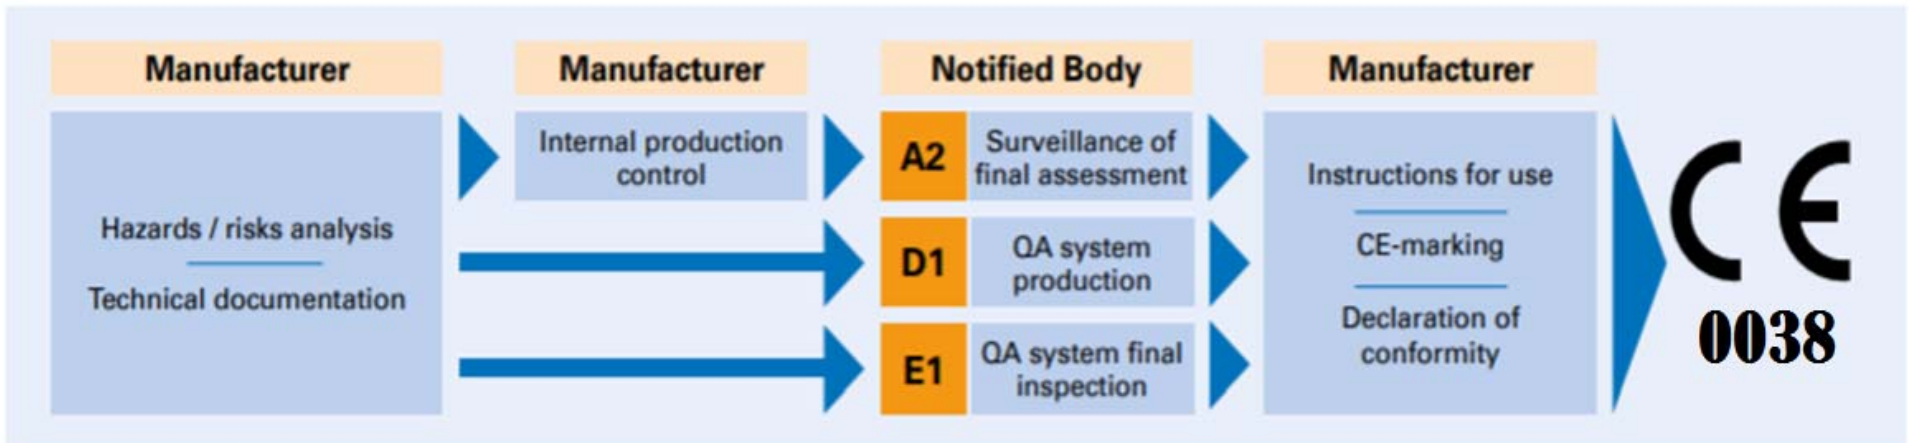 Manufacturer
Manufacturer
Notified Body
Manufacturer
Hazards / risks analysis
Technical documentation
Internal production
control
A2
Surveillance of
final assessment
D1
QA system
production
E1
QA system final
inspection
Instructions for use
CE-marking
Declaration of
conformity
CE
0038